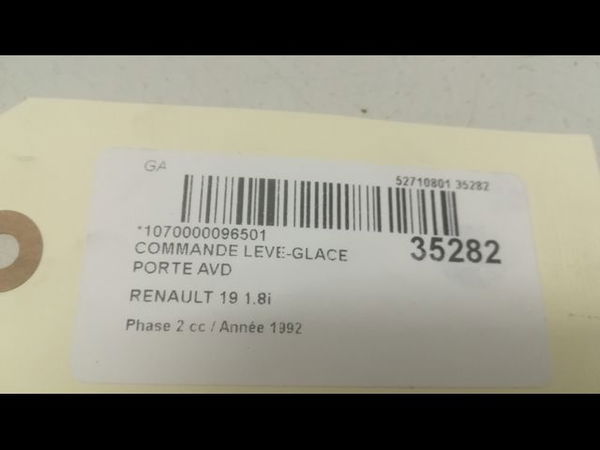 GA
52710801 35282
*1070000096501
COMMANDE LEVE-GLACE
PORTE AVD
35282
RENAULT 19 1.8i
Phase 2 cc / Année 1992